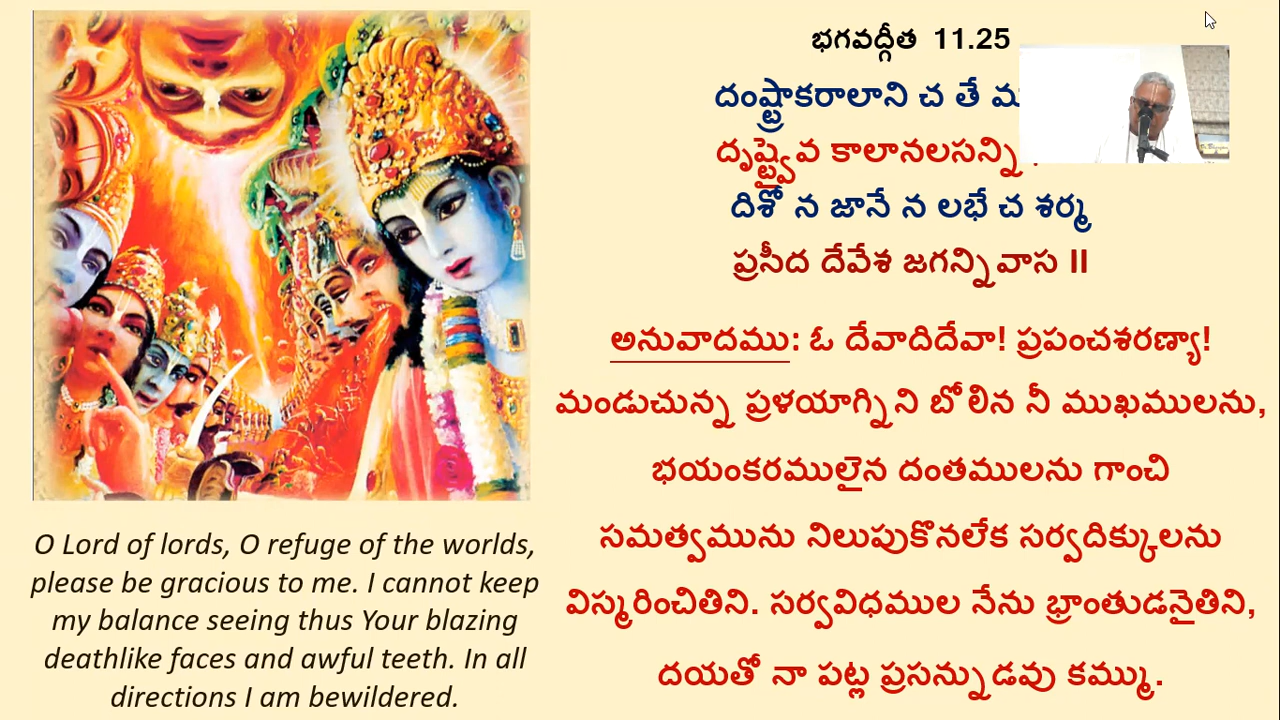 భగవద్గీత 11.25
దంష్ట్రాకరాలాని చ తే
దృష్ట్వైవ కాలానలసన్ని
దిశో న జానే న లభే చ శర్మ
ప్రసీద దేవేశ జగన్నివాస II
అనువాదము: ఓ దేవాదిదేవా! ప్రపంచశరణ్యా!
మండుచున్న ప్రళయాగ్నిని బోలిన నీ ముఖములను,
భయంకరములైన దంతములను గాంచి
సమత్వమును నిలుపుకొనలేక సర్వదిక్కులను
విస్మరించితిని. సర్వవిధముల నేను భ్రాంతుడనైతిని,
దయతో నా పట్ల ప్రసన్నుడవు కమ్ము.
O Lord of lords, O refuge of the worlds,
please be gracious to me. I cannot keep
my balance seeing thus Your blazing
deathlike faces and awful teeth. In all
directions I am bewildered.